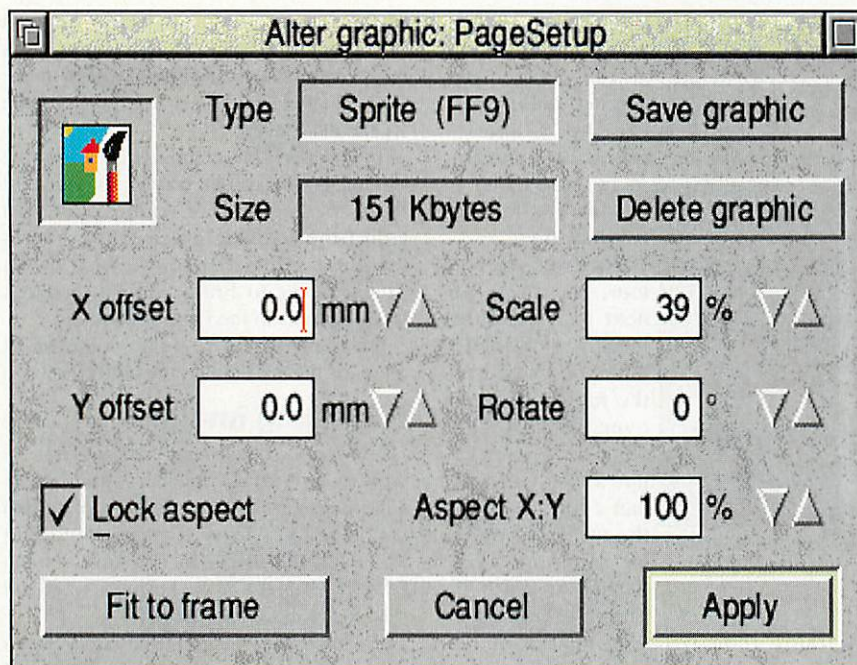 Alter graphic: PageSetup
Type Sprite (FF9) Save graphic
Size 151 Kbytes Delete graphic
X offset 0.0 mm Scale 39 %
Y offset 0.0 mm Rotate 0 °
Lock aspect Aspect X:Y 100 %
Fit to frame Cancel Apply